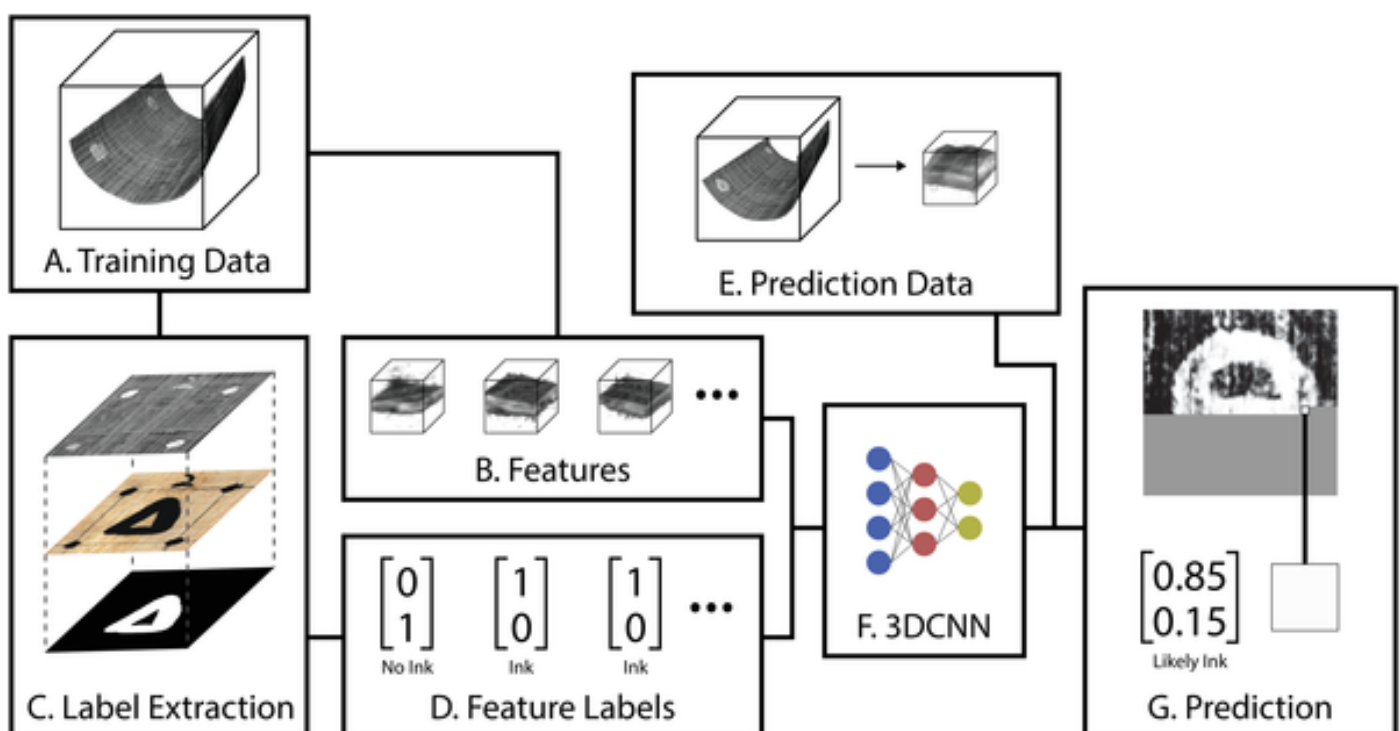 A. Training Data
E. Prediction Data
B. Features
C. Label Extraction
0
1
No Ink
1
0
Ink
1
0
Ink
D. Feature Labels
F. 3DCNN
0.85
0.15
Likely Ink
G. Prediction